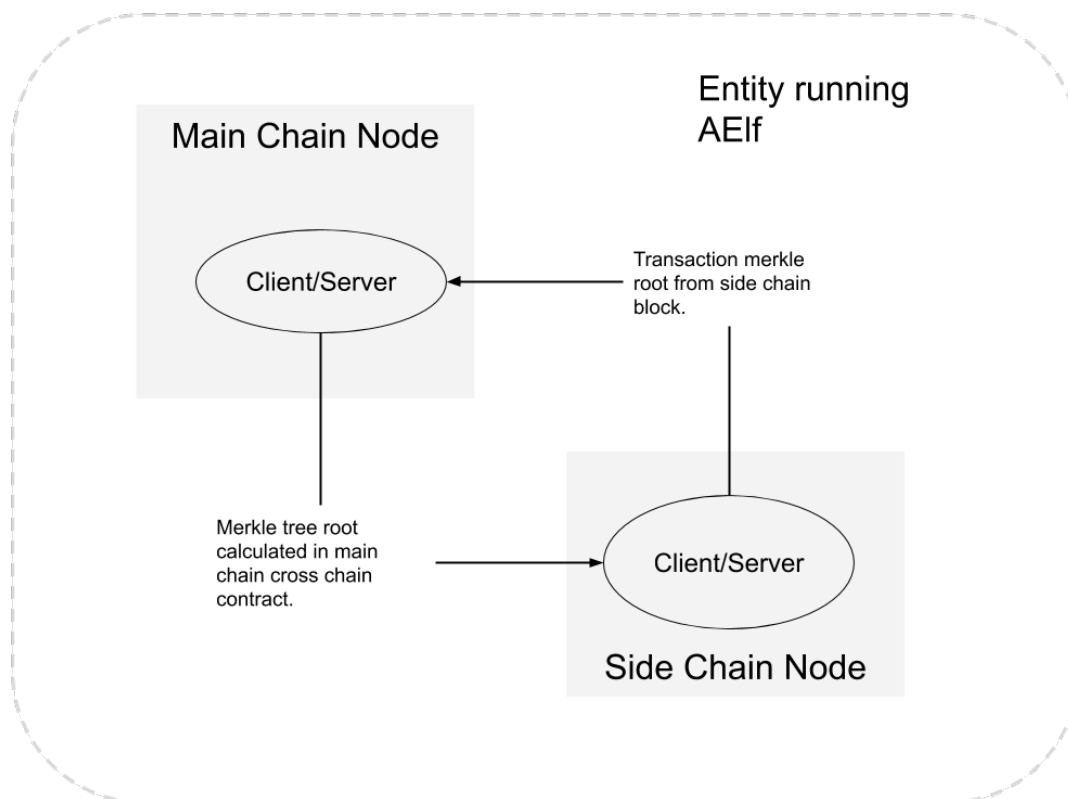 Entity running
AElf
Main Chain Node
Client/Server
Transaction merkle
root from side chain
block.
Merkle tree root
calculated in main
chain cross chain
contract.
Client/Server
Side Chain Node